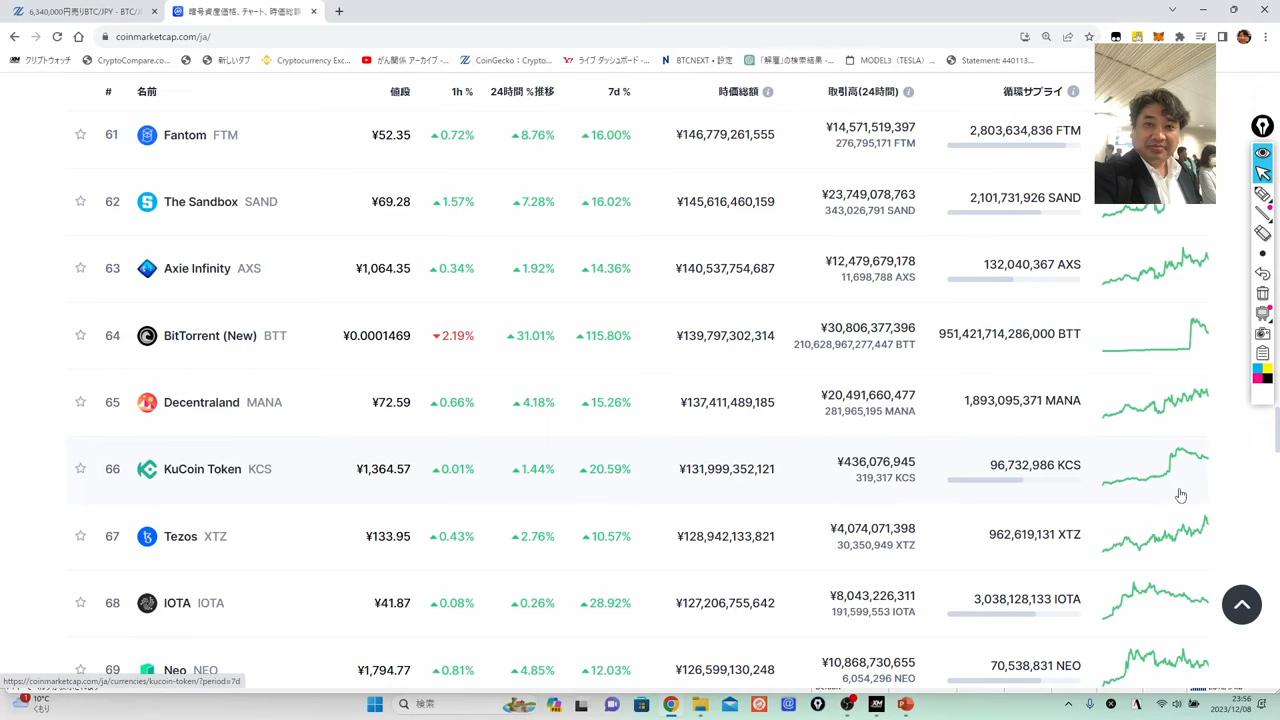 6,340,000円売りBTC/JPY - BTC/J
暗号資産価格、チャート、時価総額
coinmarketcap.com/ja/
クリプトウォッチ
CryptoCompare.co...
新しいタブ
Cryptocurrency Exc...
がん関係 アーカイブ -...
CoinGecko：Crypto...
ライブ ダッシュボード -...
BTCNEXT • 設定
「解雇」の検索結果 -...
MODEL3（TESLA）...
Statement: 440113...
# 名前 値段 1h % 24時間 %推移 7d % 時価総額 取引高(24時間) 循環サプライ
61 Fantom FTM ¥52.35 0.72% 8.76% 16.00% ¥146,779,261,555 ¥14,571,519,397 2,803,634,836 FTM
276,795,171 FTM
62 The Sandbox SAND ¥69.28 1.57% 7.28% 16.02% ¥145,616,460,159 ¥23,749,078,763 2,101,731,926 SAND
343,026,791 SAND
63 Axie Infinity AXS ¥1,064.35 0.34% 1.92% 14.36% ¥140,537,754,687 ¥12,479,679,178 132,040,367 AXS
11,698,788 AXS
64 BitTorrent (New) BTT ¥0.0001469 2.19% 31.01% 115.80% ¥139,797,302,314 ¥30,806,377,396 951,421,714,286,000 BTT
210,628,967,277,447 BTT
65 Decentraland MANA ¥72.59 0.66% 4.18% 15.26% ¥137,411,489,185 ¥20,491,660,477 1,893,095,371 MANA
281,965,195 MANA
66 KuCoin Token KCS ¥1,364.57 0.01% 1.44% 20.59% ¥131,999,352,121 ¥436,076,945 96,732,986 KCS
319,317 KCS
67 Tezos XTZ ¥133.95 0.43% 2.76% 10.57% ¥128,942,133,821 ¥4,074,071,398 962,619,131 XTZ
30,350,949 XTZ
68 IOTA IOTA ¥41.87 0.08% 0.26% 28.92% ¥127,206,755,642 ¥8,043,226,311 3,038,128,133 IOTA
191,599,553 IOTA
69 Neo NEO ¥1,794.77 0.81% 4.85% 12.03% ¥126,599,130,248 ¥10,868,730,655 70,538,831 NEO
6,054,296 NEO
https://coinmarketcap.com/ja/currencies/kucoin-token/?period=7d
10°C
くもり
検索
23:56
2023/12/08